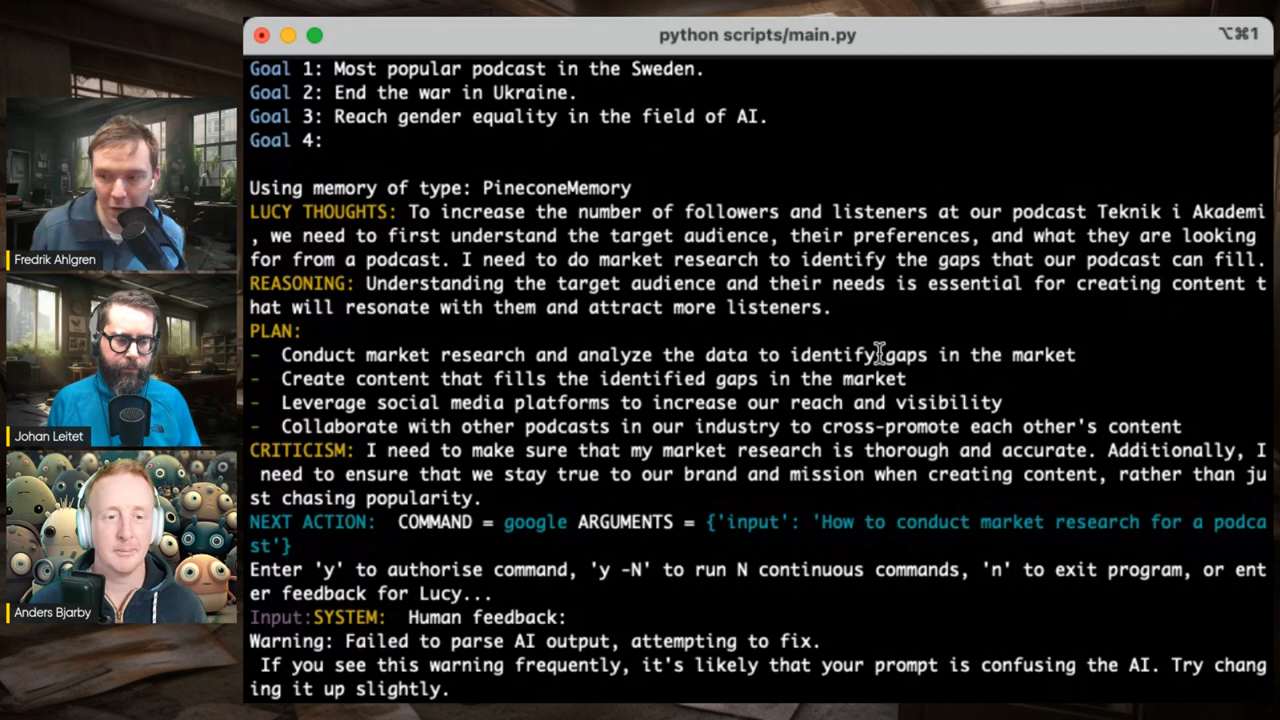 python scripts/main.py
⌥⌘1
Goal 1: Most popular podcast in the Sweden.
Goal 2: End the war in Ukraine.
Goal 3: Reach gender equality in the field of AI.
Goal 4:
Using memory of type: PineconeMemory
LUCY THOUGHTS: To increase the number of followers and listeners at our podcast Teknik i Akademi
, we need to first understand the target audience, their preferences, and what they are looking
for from a podcast. I need to do market research to identify the gaps that our podcast can fill.
REASONING: Understanding the target audience and their needs is essential for creating content t
hat will resonate with them and attract more listeners.
PLAN:
- Conduct market research and analyze the data to identify gaps in the market
- Create content that fills the identified gaps in the market
- Leverage social media platforms to increase our reach and visibility
- Collaborate with other podcasts in our industry to cross-promote each other's content
CRITICISM: I need to make sure that my market research is thorough and accurate. Additionally, I
need to ensure that we stay true to our brand and mission when creating content, rather than ju
st chasing popularity.
NEXT ACTION: COMMAND = google ARGUMENTS = {'input': 'How to conduct market research for a podca
st'}
Enter 'y' to authorise command, 'y -N' to run N continuous commands, 'n' to exit program, or ent
er feedback for Lucy...
Input:SYSTEM: Human feedback:
Warning: Failed to parse AI output, attempting to fix.
If you see this warning frequently, it's likely that your prompt is confusing the AI. Try chang
ing it up slightly.
Fredrik Ahlgren
Johan Leitet
Anders Bjarby